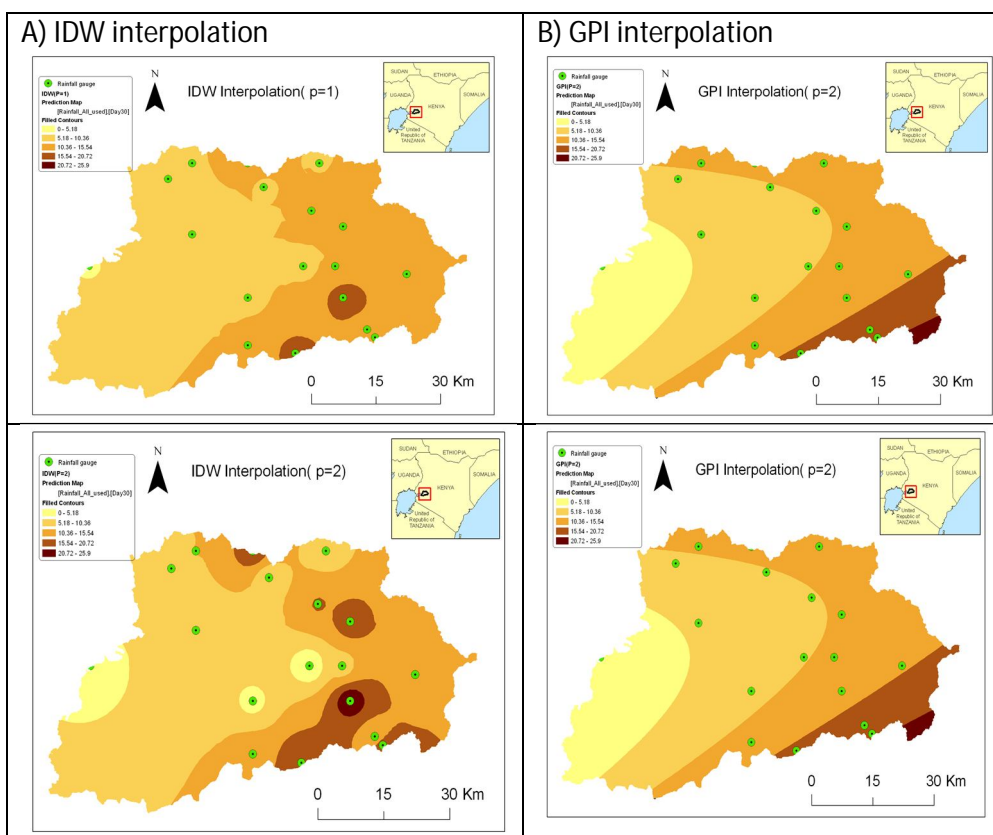 A) IDW interpolation
B) GPI interpolation
Rainfall gauge
IDW(P=1)
Prediction Map
[Rainfall_All_used].[Day30]
Filled Contours
0 - 5.18
5.18 - 10.36
10.36 - 15.54
15.54 - 20.72
20.72 - 25.9
N
IDW Interpolation( p=1)
SUDAN
ETHIOPIA
UGANDA
KENYA
SOMALIA
United
Republic of
TANZANIA
0 15 30 Km
Rainfall gauge
GPI(P=2)
Prediction Map
[Rainfall_All_used].[Day30]
Filled Contours
0 - 5.18
5.18 - 10.36
10.36 - 15.54
15.54 - 20.72
20.72 - 25.9
N
GPI Interpolation( p=2)
SUDAN
ETHIOPIA
UGANDA
KENYA
SOMALIA
United
Republic of
TANZANIA
0 15 30 Km
Rainfall gauge
IDW(P=2)
Prediction Map
[Rainfall_All_used].[Day30]
Filled Contours
0 - 5.18
5.18 - 10.36
10.36 - 15.54
15.54 - 20.72
20.72 - 25.9
N
IDW Interpolation( p=2)
SUDAN
ETHIOPIA
UGANDA
KENYA
SOMALIA
United
Republic of
TANZANIA
0 15 30 Km
Rainfall gauge
GPI(P=2)
Prediction Map
[Rainfall_All_used].[Day30]
Filled Contours
0 - 5.18
5.18 - 10.36
10.36 - 15.54
15.54 - 20.72
20.72 - 25.9
N
GPI Interpolation( p=2)
SUDAN
ETHIOPIA
UGANDA
KENYA
SOMALIA
United
Republic of
TANZANIA
0 15 30 Km